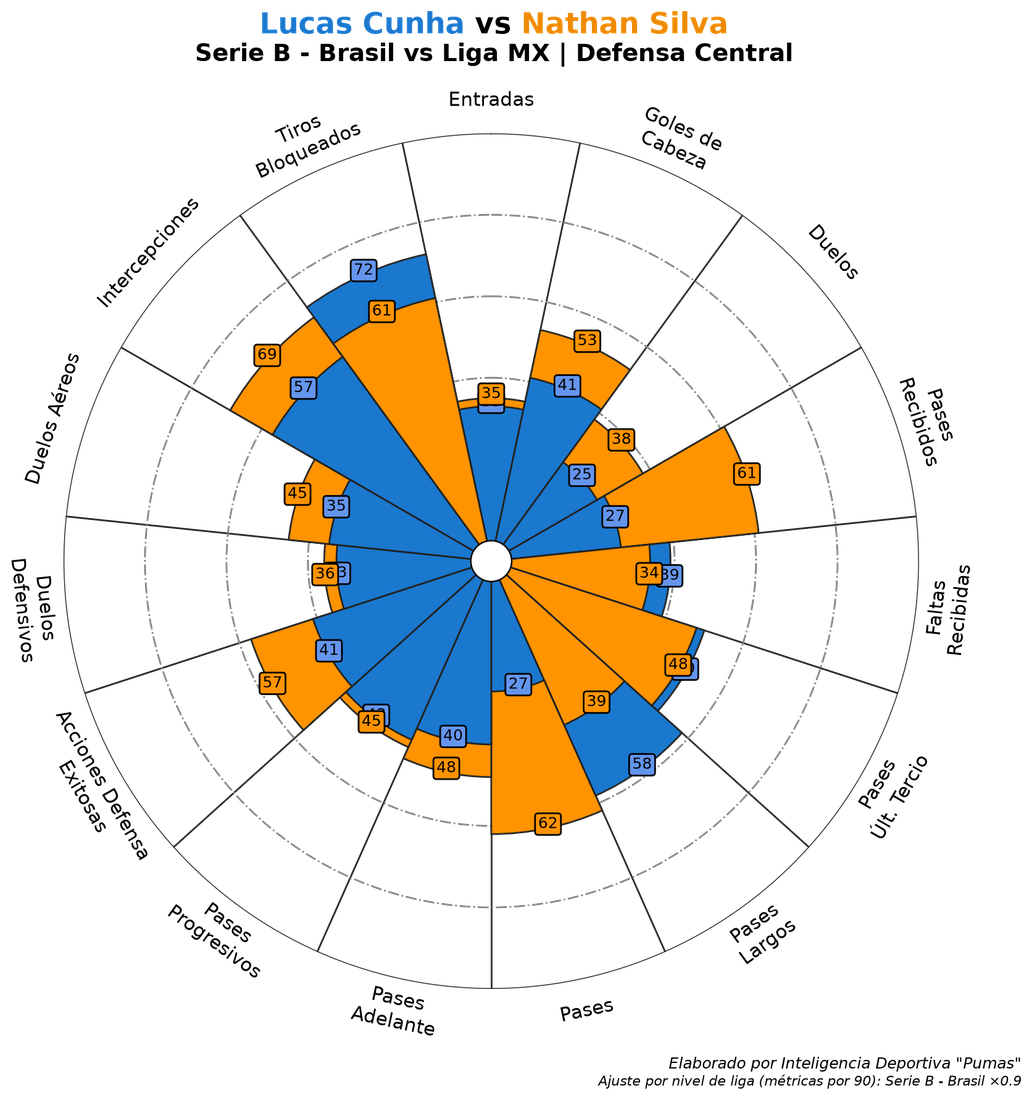 Lucas Cunha vs Nathan Silva
Serie B - Brasil vs Liga MX | Defensa Central
Entradas
Goles de
Cabeza
Duelos
Pases
Recibidos
Faltas
Recibidas
Pases
Últ. Tercio
Pases
Largos
Pases
Pases
Adelante
Pases
Progresivos
Acciones Defensa
Exitosas
Duelos
Defensivos
Duelos Aéreos
Intercepciones
Tiros
Bloqueados
35
53
41
38
25
61
27
34
39
48
39
58
27
62
40
48
45
41
57
36
35
45
57
69
72
61
Elaborado por Inteligencia Deportiva "Pumas"
Ajuste por nivel de liga (métricas por 90): Serie B - Brasil ×0.9